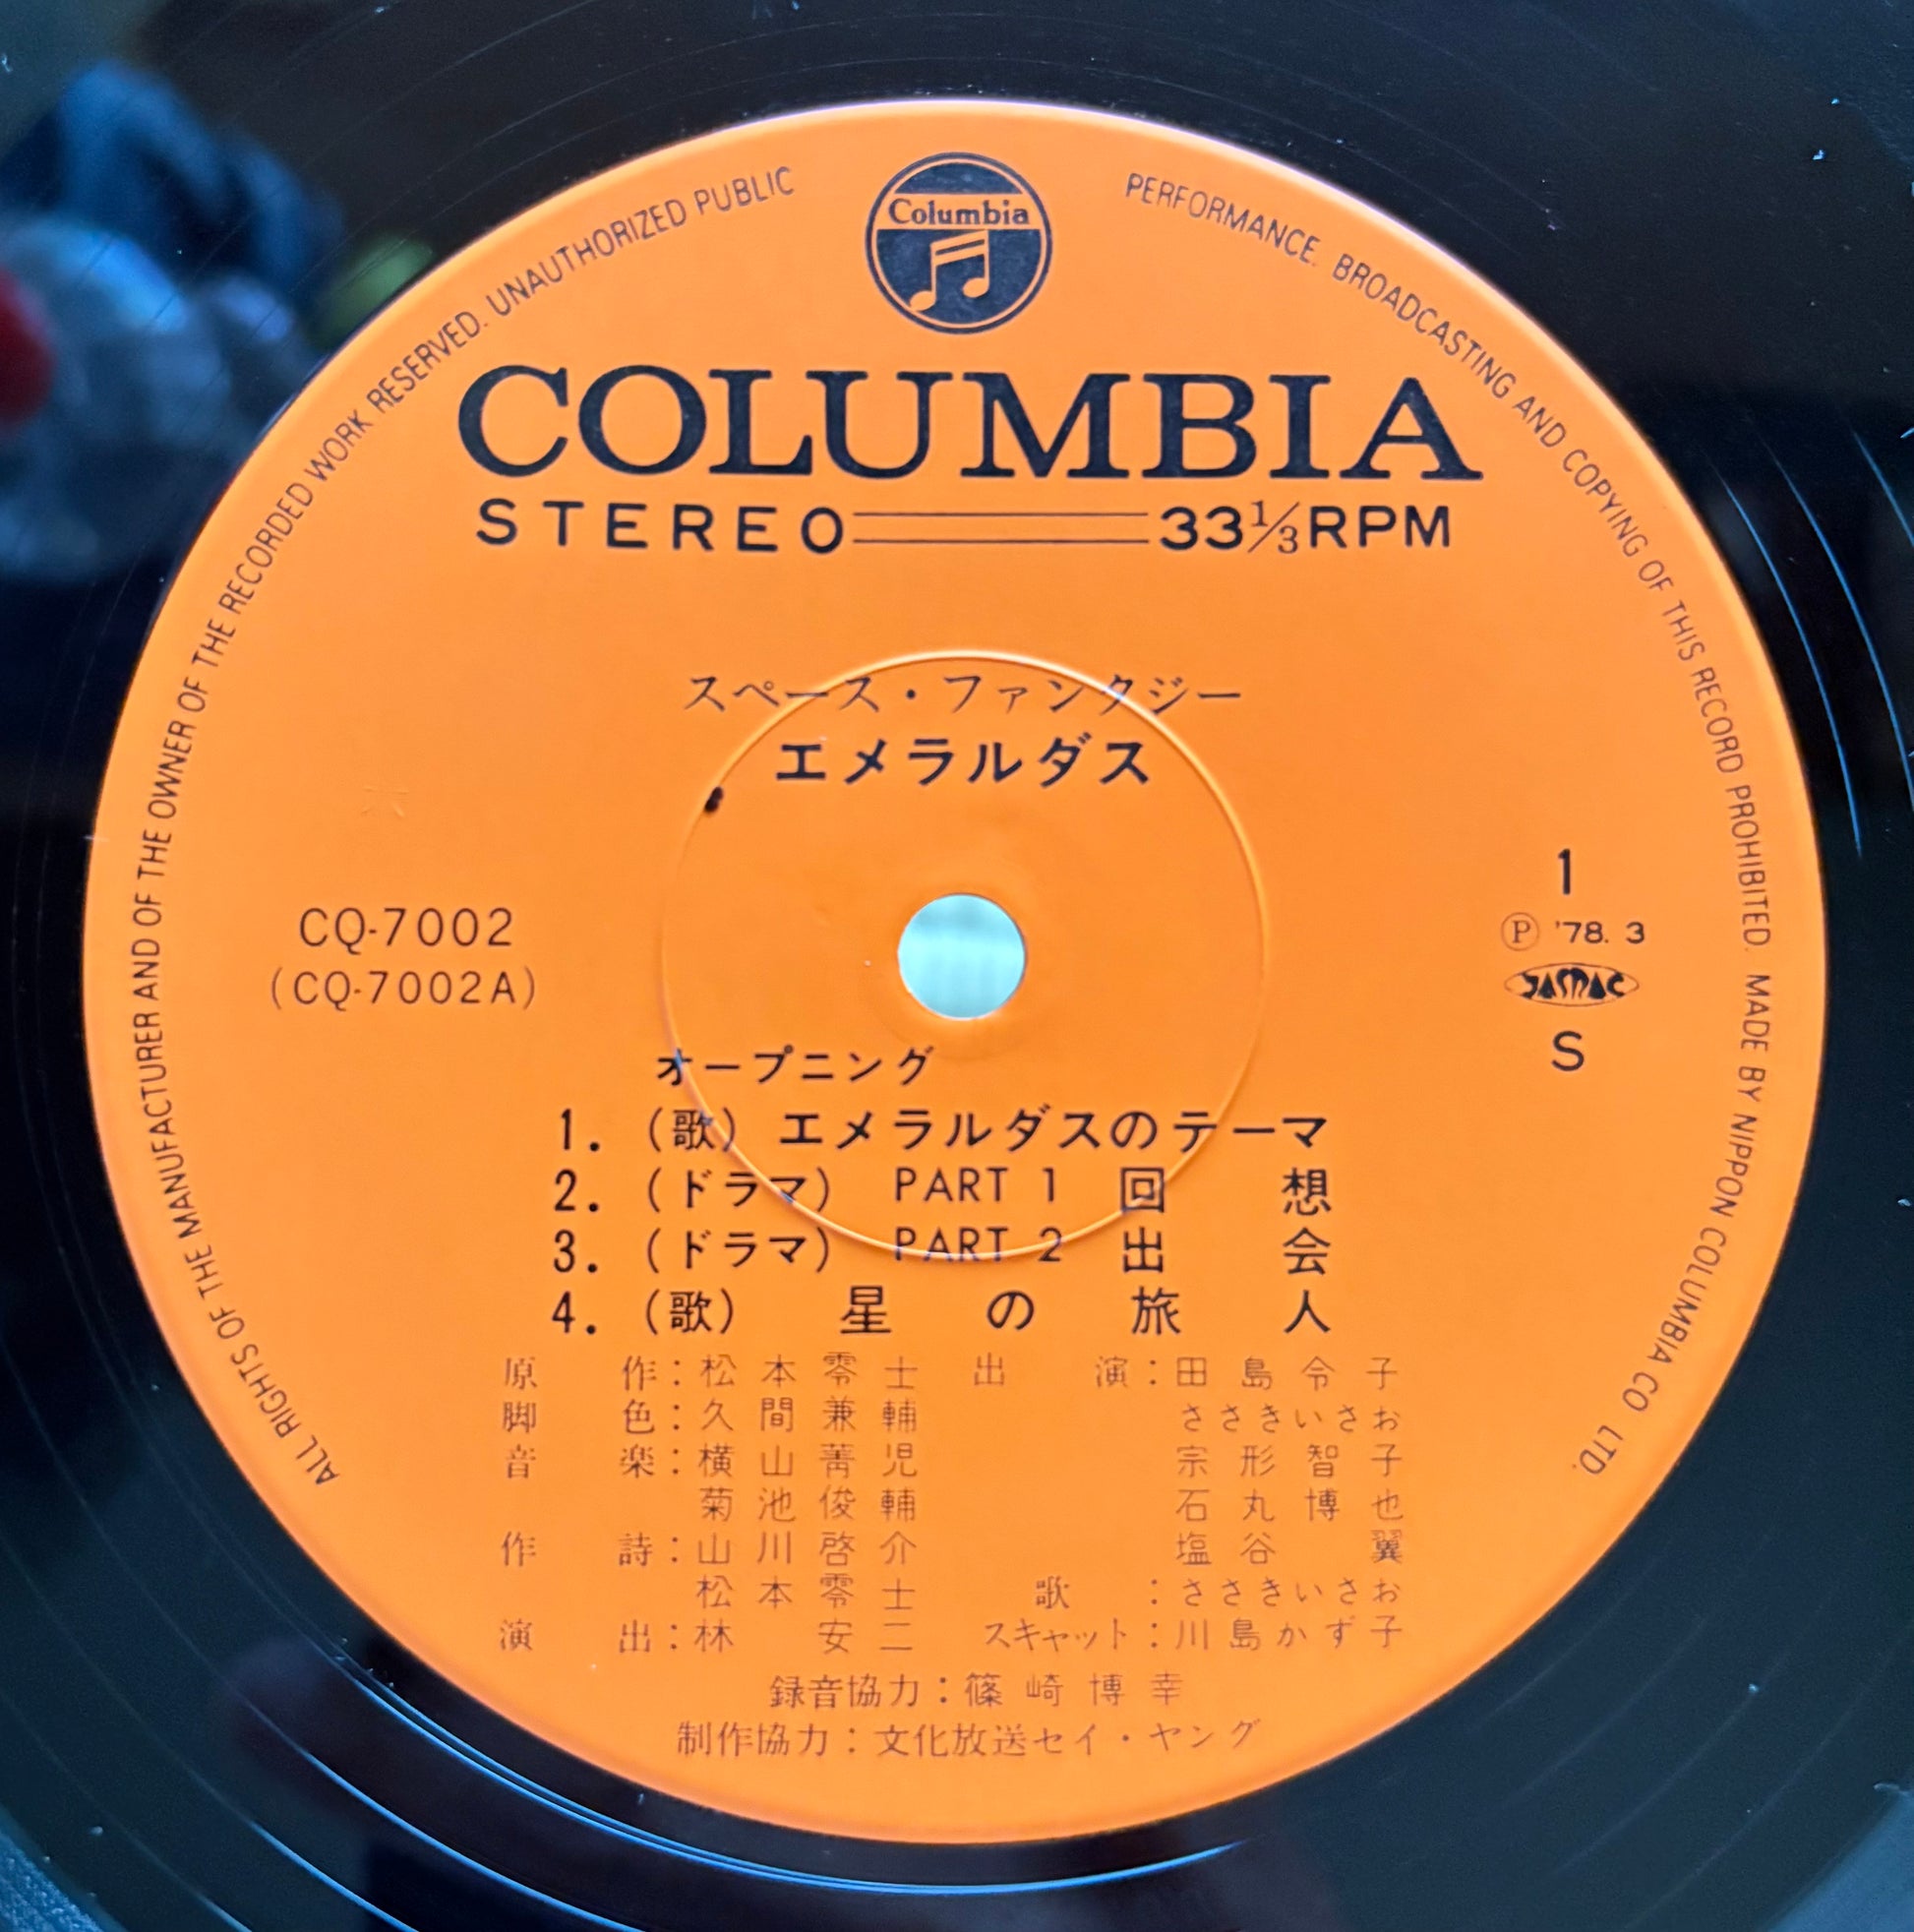 ALL RIGHTS OF THE MANUFACTURER AND OF THE OWNER OF THE RECORDED WORK RESERVED. UNAUTHORIZED PUBLIC PERFORMANCE. BROADCASTING AND COPYING OF THIS RECORD PROHIBITED. MADE BY NIPPON COLUMBIA CO LTD.
Columbia
COLUMBIA
STEREO 33⅓RPM
スペース・ファンタジー
エメラルダス
CQ-7002
(CQ-7002A)
1
Ⓟ '78. 3
JASRAC
S
オープニング
1. (歌) エメラルダスのテーマ
2. (ドラマ) PART 1 回想
3. (ドラマ) PART 2 出会
4. (歌) 星の旅人
原作：松本零士
脚色：久間兼輔
音楽：横山菁児
菊池俊輔
作詩：山川啓介
松本零士
演出：林安二
出演：田島令子
ささきいさお
宗形智子
石丸博也
塩谷翼
歌：ささきいさお
スキャット：川島かず子
録音協力：篠崎博幸
制作協力：文化放送セイ・ヤング